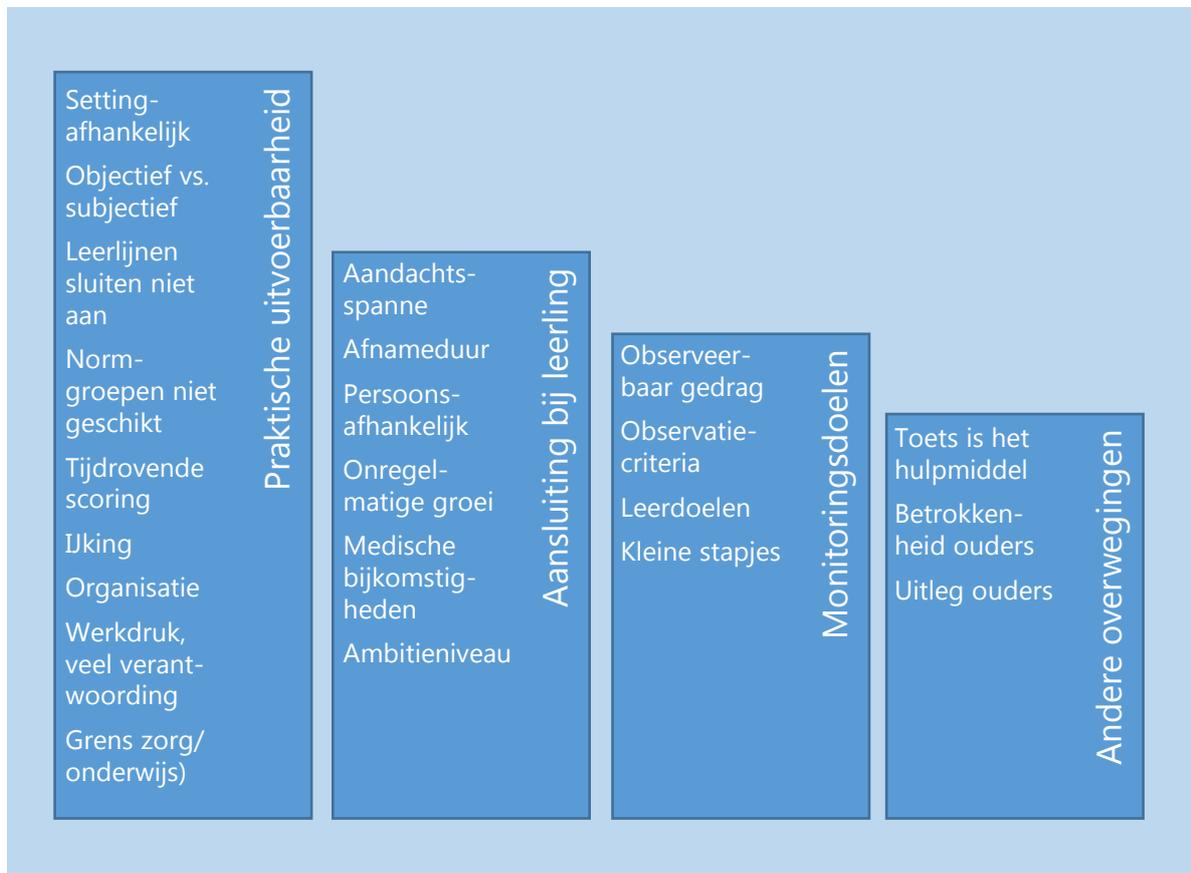 Praktische uitvoerbaarheid
Setting-
afhankelijk
Objectief vs.
subjectief
Leerlijnen
sluiten niet
aan
Norm-
groepen niet
geschikt
Tijdrovende
scoring
IJking
Organisatie
Werkdruk,
veel verant-
woording
Grens zorg/
onderwijs)
Aansluiting bij leerling
Aandachts-
spanne
Afnameduur
Persoons-
afhankelijk
Onregel-
matige groei
Medische
bijkomstig-
heden
Ambitieniveau
Monitoringsdoelen
Observeer-
baar gedrag
Observatie-
criteria
Leerdoelen
Kleine stapjes
Andere overwegingen
Toets is het
hulpmiddel
Betrokken-
heid ouders
Uitleg ouders